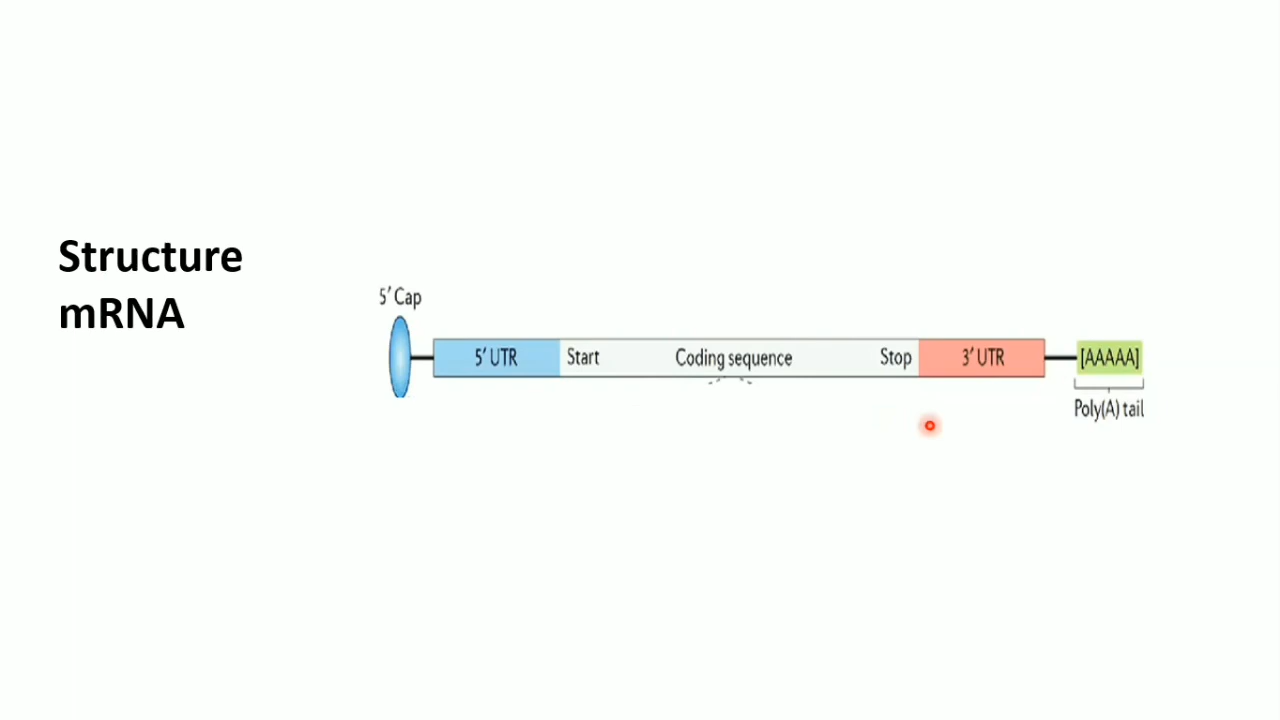 Structure
mRNA
5′ Cap
5′ UTR Start Coding sequence Stop 3′ UTR [AAAAA]
Poly(A) tail